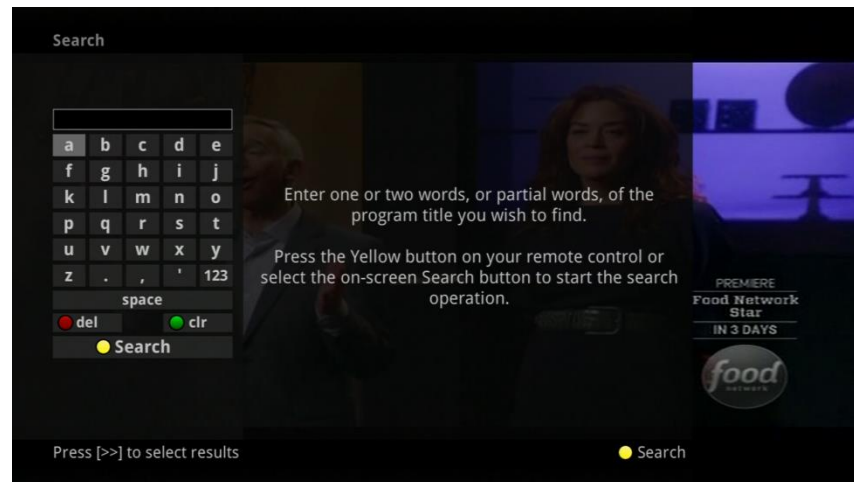 Search
a b c d e
f g h i j
k l m n o
p q r s t
u v w x y
z . , ' 123
space
del clr
Search
Enter one or two words, or partial words, of the
program title you wish to find.
Press the Yellow button on your remote control or
select the on-screen Search button to start the search
operation.
PREMIERE
Food Network
Star
IN 3 DAYS
food
network
Press [>>] to select results
Search